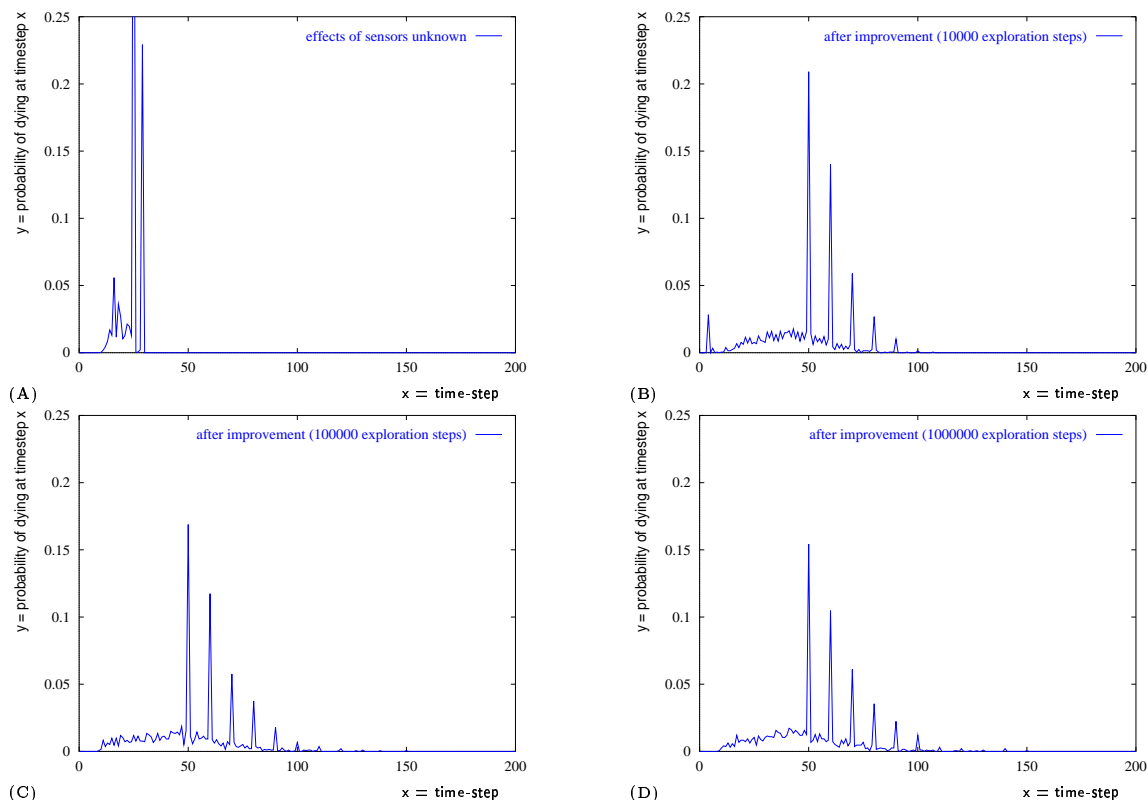 y = probability of dying at timestep x
0.25
0.2
0.15
0.1
0.05
0
effects of sensors unknown
0
50
100
150
200
(A)
x = time-step
y = probability of dying at timestep x
0.25
0.2
0.15
0.1
0.05
0
after improvement (10000 exploration steps)
0
50
100
150
200
(B)
x = time-step
y = probability of dying at timestep x
0.25
0.2
0.15
0.1
0.05
0
after improvement (100000 exploration steps)
0
50
100
150
200
(C)
x = time-step
y = probability of dying at timestep x
0.25
0.2
0.15
0.1
0.05
0
after improvement (1000000 exploration steps)
0
50
100
150
200
(D)
x = time-step